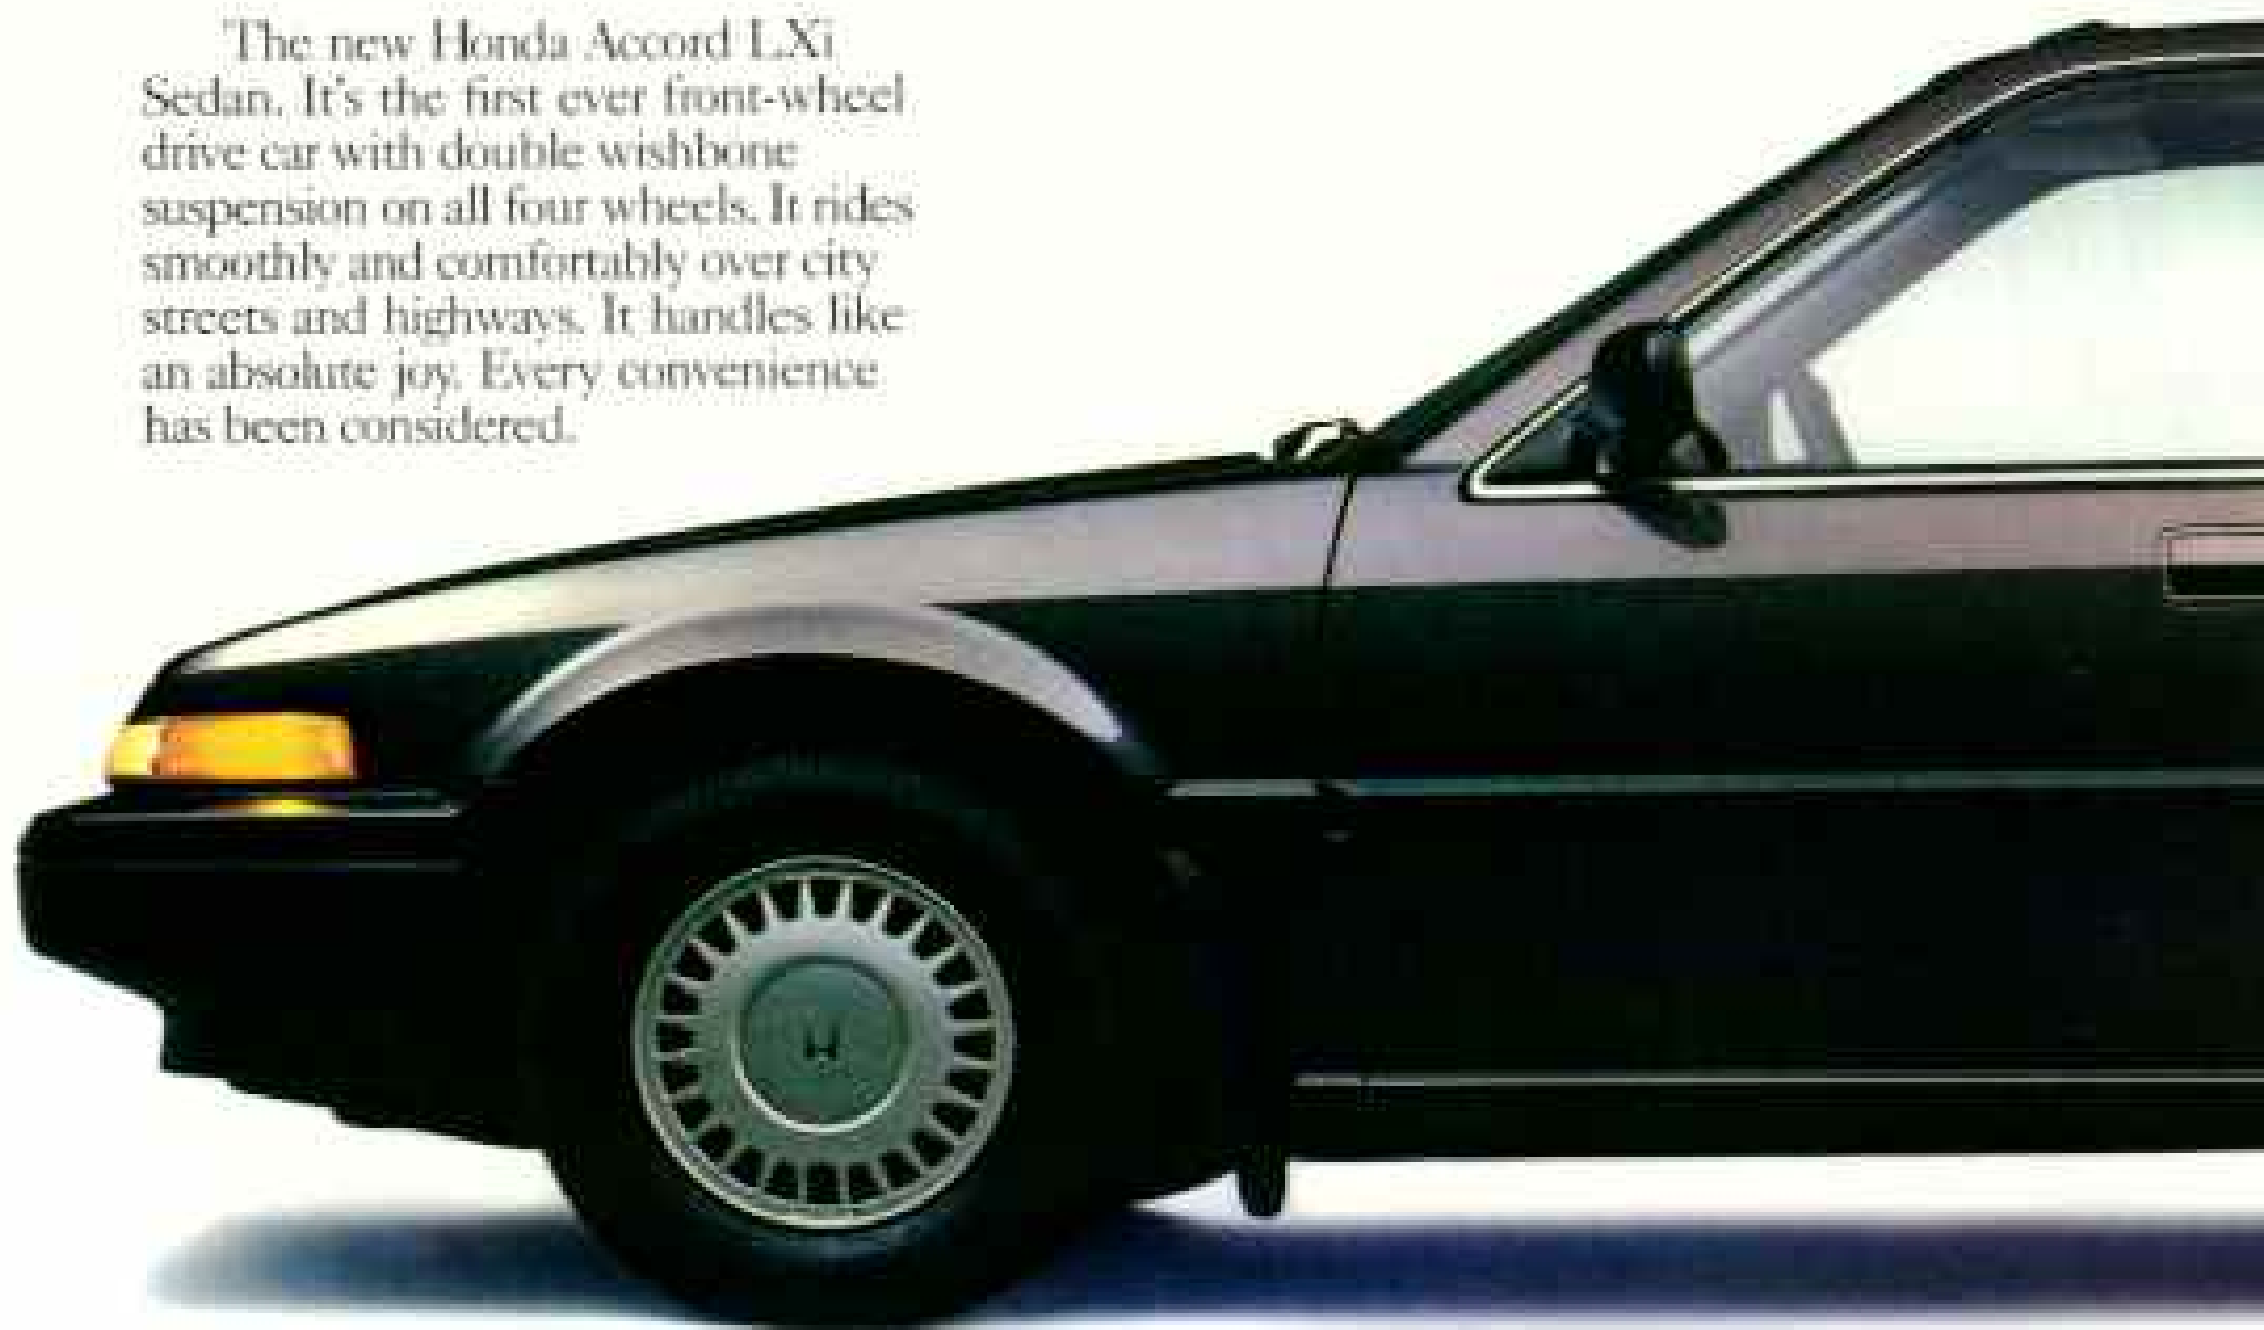 The new Honda Accord LXi
Sedan. It's the first ever front-wheel
drive car with double wishbone
suspension on all four wheels. It rides
smoothly and comfortably over city
streets and highways. It handles like
an absolute joy. Every convenience
has been considered.